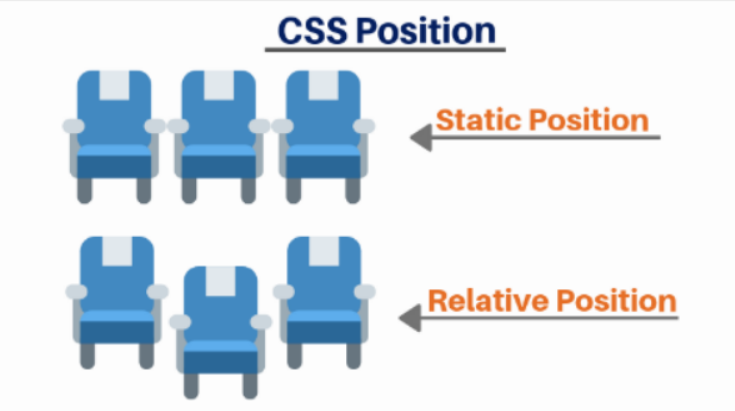 CSS Position
Static Position
Relative Position